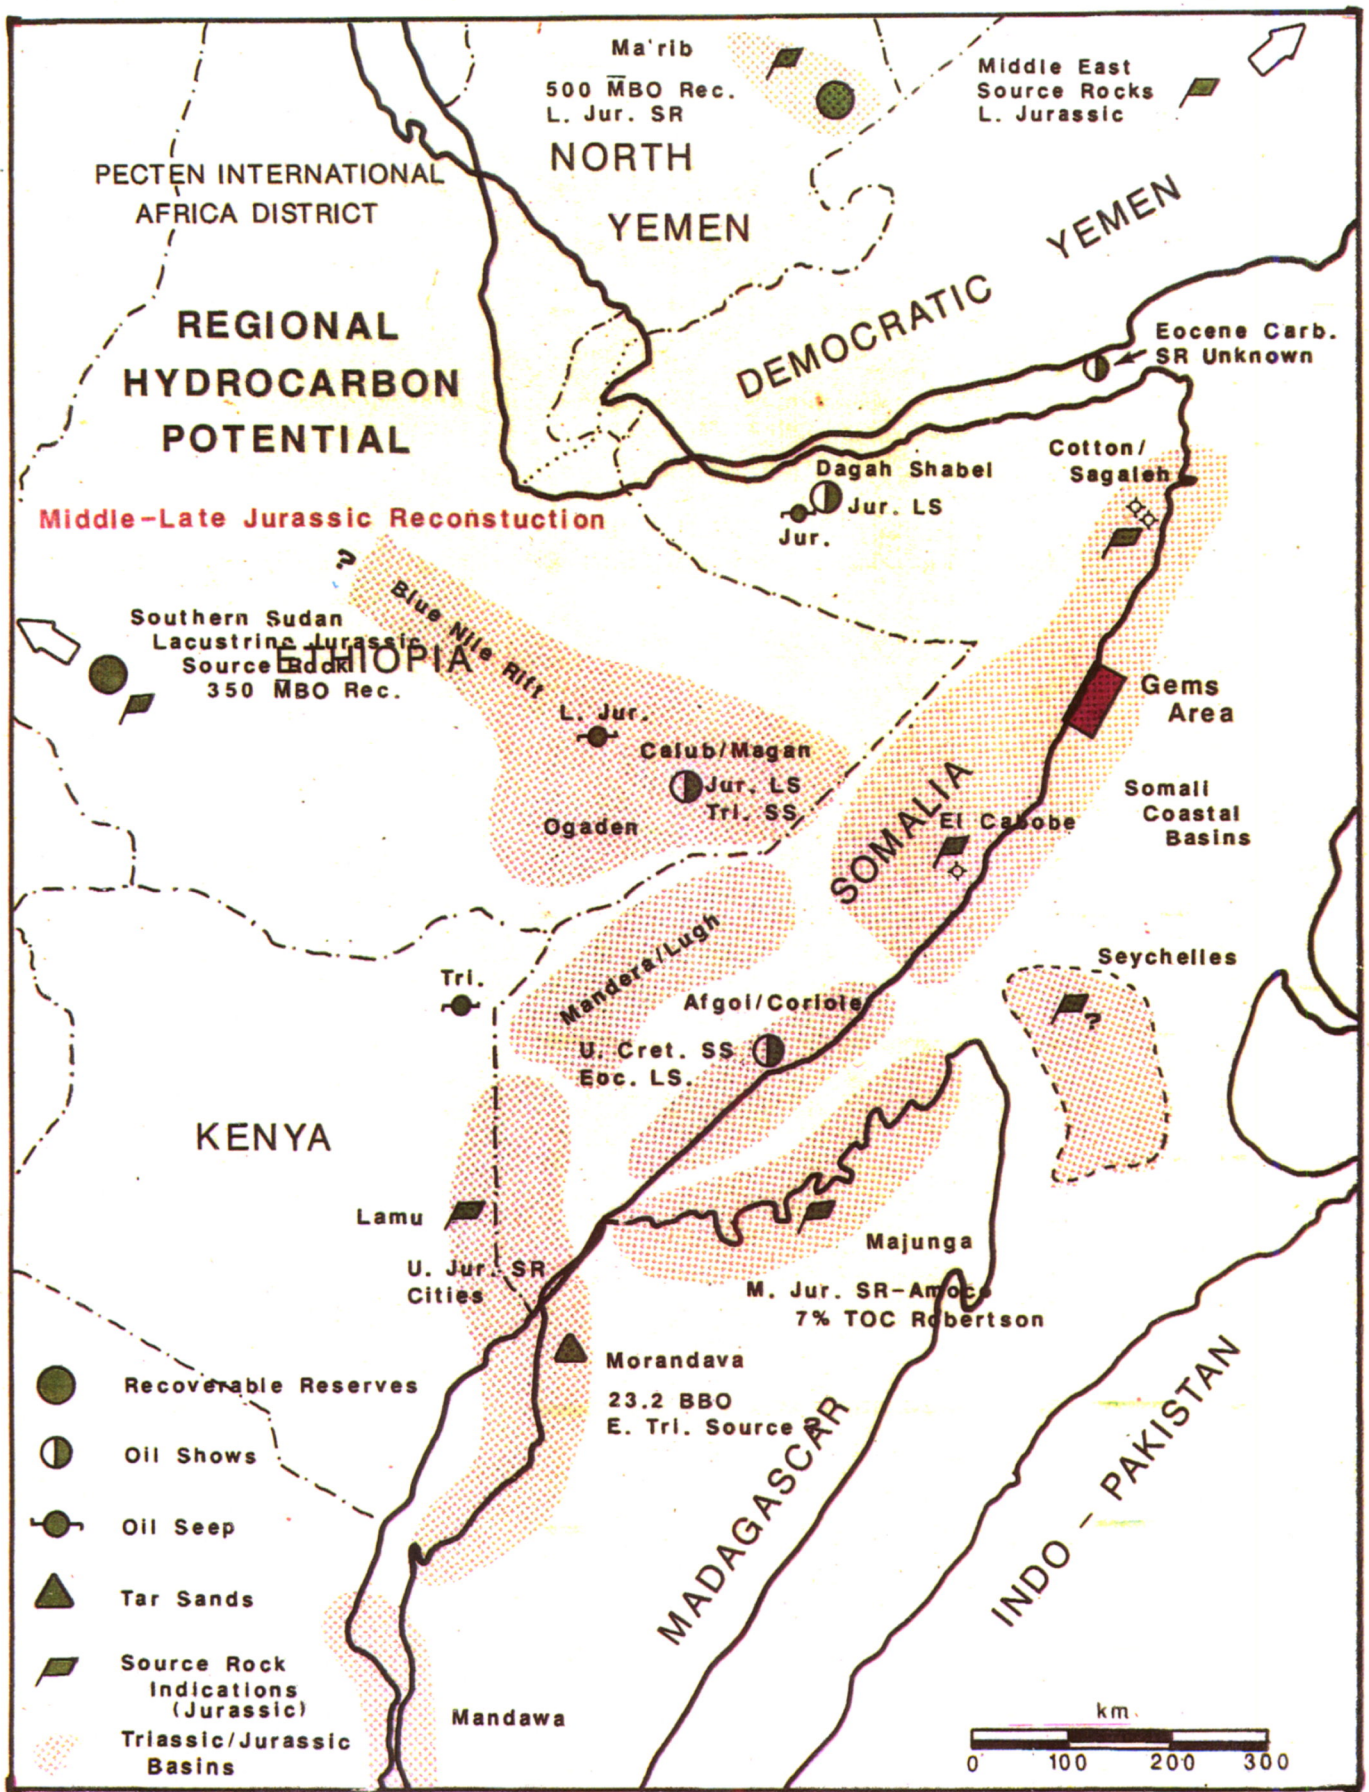 Ma'rib
500 M̅BO Rec.
L. Jur. SR
Middle East
Source Rocks
L. Jurassic
NORTH
YEMEN
PECTEN INTERNATIONAL
AFRICA DISTRICT
DEMOCRATIC YEMEN
REGIONAL
HYDROCARBON
POTENTIAL
Eocene Carb.
SR Unknown
Middle-Late Jurassic Reconstuction
Dagah Shabel
Jur. LS
Jur.
Cotton/
Sagaleh
?
Blue Nile Rift
Southern Sudan
Lacustrine Jurassic
Source Rock
350 M̅BO Rec.
ETHIOPIA
L. Jur.
Calub/Magan
Jur. LS
Tri. SS
Ogaden
Gems
Area
SOMALIA
El Cabobe
Somali
Coastal
Basins
Mandera/Lugh
Tri.
Afgoi/Coriole
U. Cret. SS
Eoc. LS.
Seychelles
?
KENYA
Lamu
U. Jur. SR
Cities
Majunga
M. Jur. SR-Amoco
7% TOC Robertson
Morandava
23.2 BBO
E. Tri. Source ?
MADAGASCAR
INDO - PAKISTAN
Mandawa
Recoverable Reserves
Oil Shows
Oil Seep
Tar Sands
Source Rock
Indications
(Jurassic)
Triassic/Jurassic
Basins
km
0 100 200 300